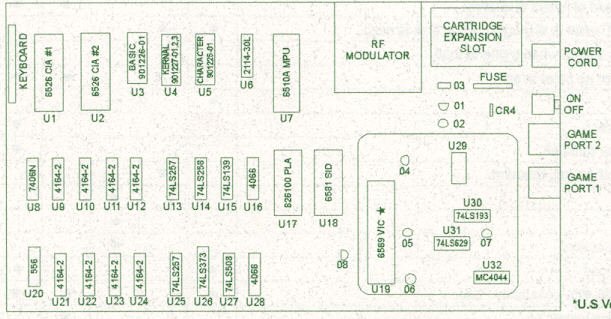 KEYBOARD
6526 CIA #1
U1
6526 CIA #2
U2
BASIC
901226-01
U3
KERNAL
901227-01,2,3
U4
CHARACTER
901225-01
U5
2114-30L
U6
6510A MPU
U7
RF
MODULATOR
CARTRIDGE
EXPANSION
SLOT
POWER
CORD
03
FUSE
01
02
CR4
ON
OFF
GAME
PORT 2
GAME
PORT 1
7406N
U8
4164-2
U9
4164-2
U10
4164-2
U11
4164-2
U12
74LS257
U13
74LS258
U14
74LS139
U15
4066
U16
826100 PLA
U17
6581 SID
U18
04
U29
U30
74LS193
U31
74LS629
05
07
6569 VIC ★
U19
06
U32
MC4044
08
556
U20
4164-2
U21
4164-2
U22
4164-2
U23
4164-2
U24
74LS257
U25
74LS373
U26
74LS508
U27
4066
U28
*U.S